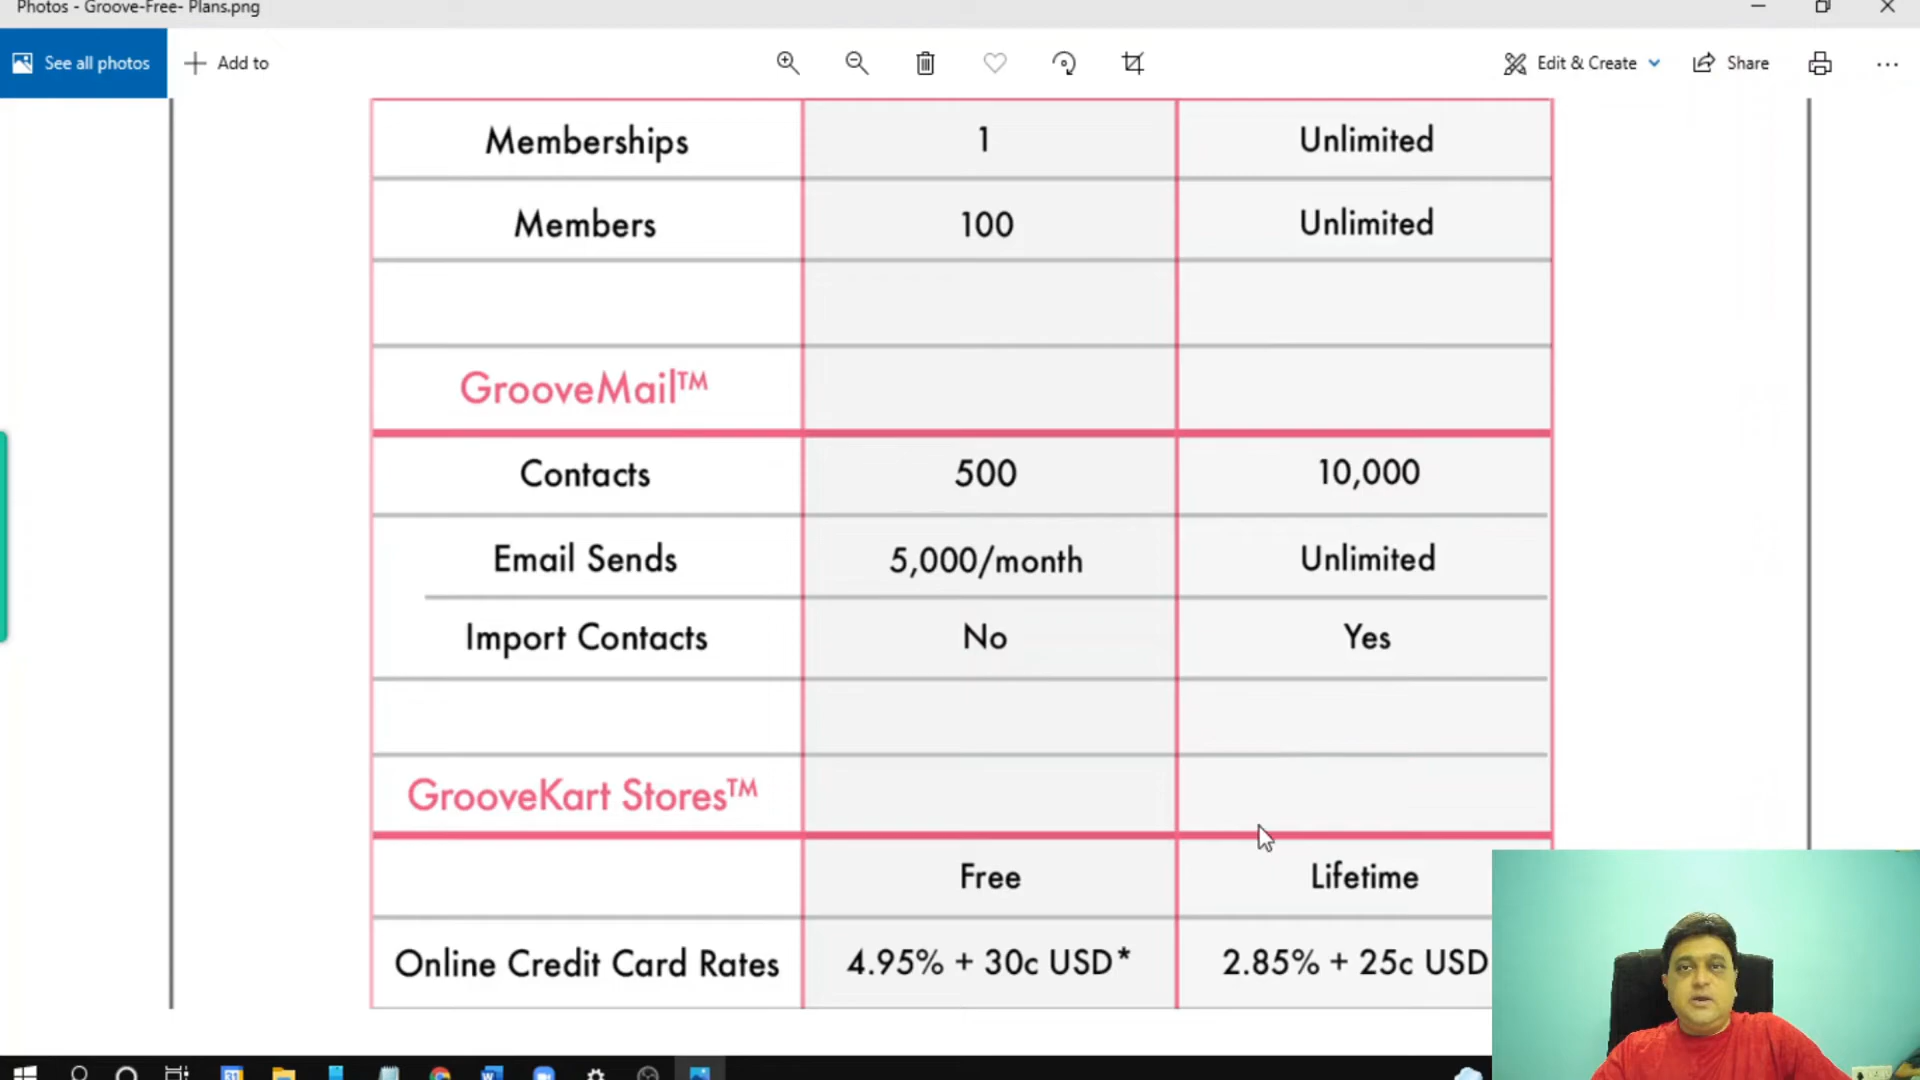 Photos - Groove-Free- Plans.png
See all photos
Add to
Edit & Create
Share
Memberships 1 Unlimited
Members 100 Unlimited
GrooveMail™
Contacts 500 10,000
Email Sends 5,000/month Unlimited
Import Contacts No Yes
GrooveKart Stores™
Free Lifetime
Online Credit Card Rates 4.95% + 30c USD* 2.85% + 25c USD
31